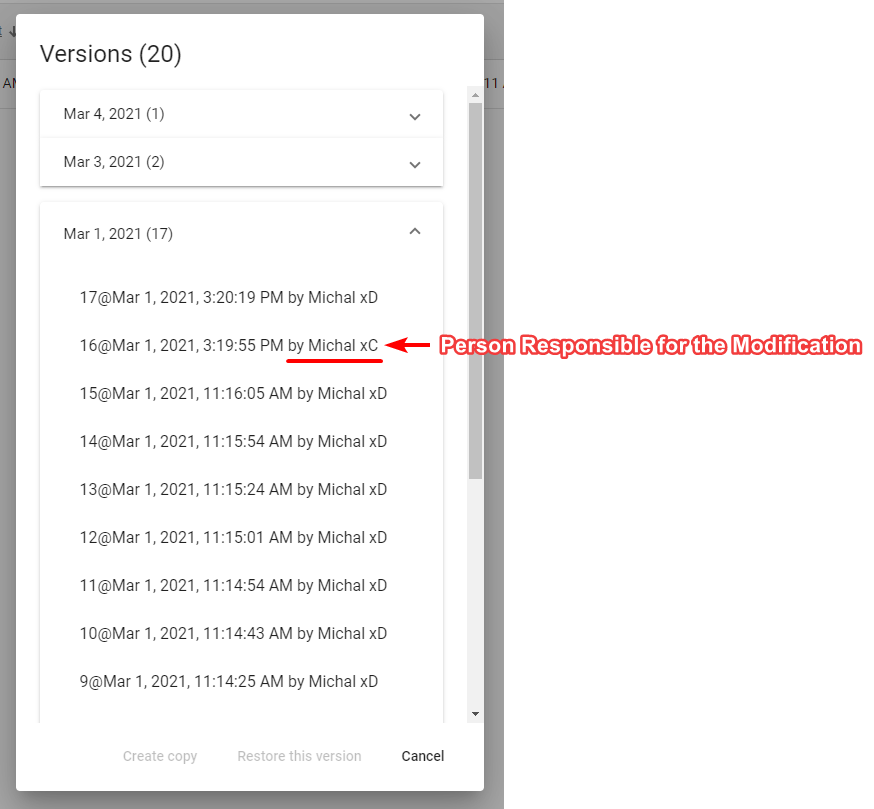 Versions (20)
AM
11
Mar 4, 2021 (1)
Mar 3, 2021 (2)
Mar 1, 2021 (17)
17@Mar 1, 2021, 3:20:19 PM by Michal xD
16@Mar 1, 2021, 3:19:55 PM by Michal xC
Person Responsible for the Modification
15@Mar 1, 2021, 11:16:05 AM by Michal xD
14@Mar 1, 2021, 11:15:54 AM by Michal xD
13@Mar 1, 2021, 11:15:24 AM by Michal xD
12@Mar 1, 2021, 11:15:01 AM by Michal xD
11@Mar 1, 2021, 11:14:54 AM by Michal xD
10@Mar 1, 2021, 11:14:43 AM by Michal xD
9@Mar 1, 2021, 11:14:25 AM by Michal xD
Create copy Restore this version Cancel